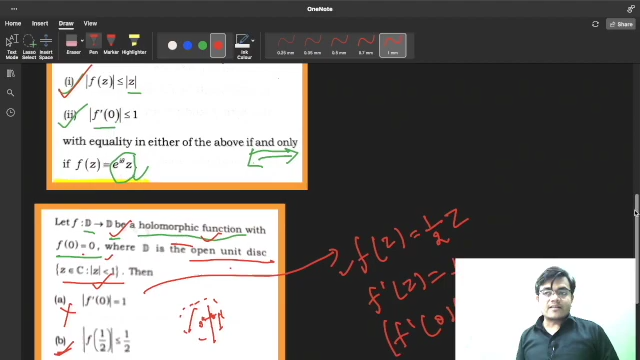 OneNote
Home Insert Draw View
Text Mode Lasso Select Insert Space Eraser Pen Marker Highlighter Ink Colour 0.25 mm 0.35 mm 0.5 mm 0.7 mm 1 mm
(i) |f(z)| ≤ |z|
(ii) |f'(0)| ≤ 1
with equality in either of the above if and only
if f(z) = e^{iθ} z
Let f : 𝔻 → 𝔻 be a holomorphic function with
f(0) = 0, where 𝔻 is the open unit disc
{z ∈ C : |z| < 1}. Then
(a) |f'(0)| = 1
(b) |f(1/2)| ≤ 1/2
f(z) = 1/2 z
f'(z) =
|f'(0)|